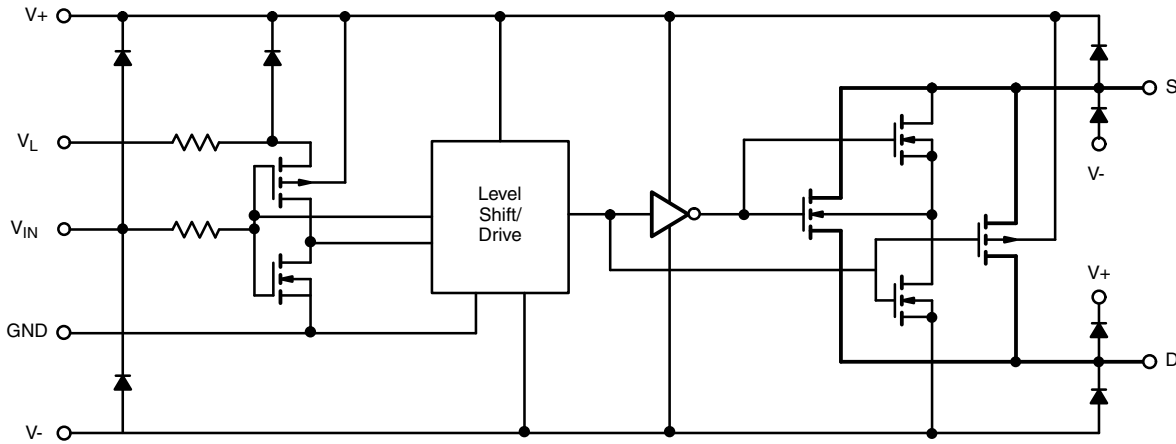 V+
S
VL
V-
Level
Shift/
Drive
VIN
V+
GND
D
V-